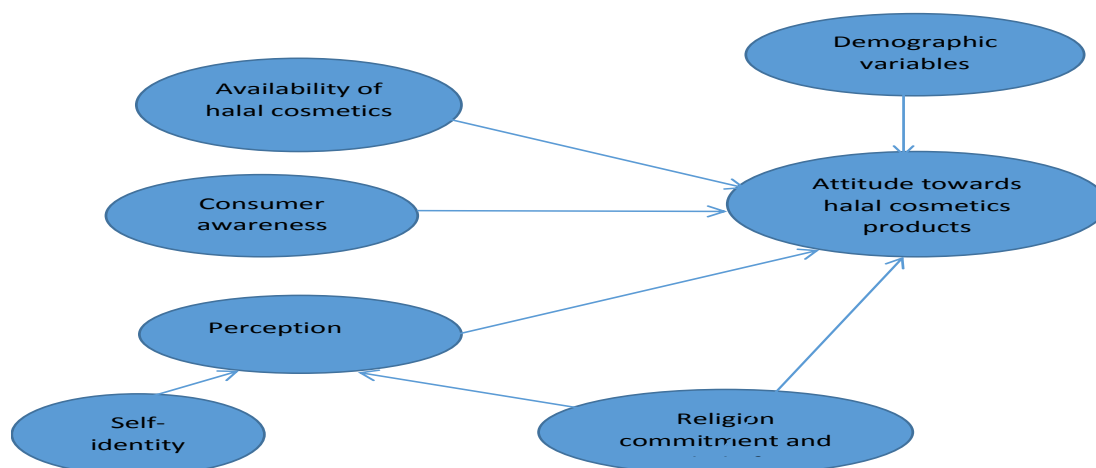 Demographic
variables
Availability of
halal cosmetics
Attitude towards
halal cosmetics
products
Consumer
awareness
Perception
Self-
identity
Religion
commitment and